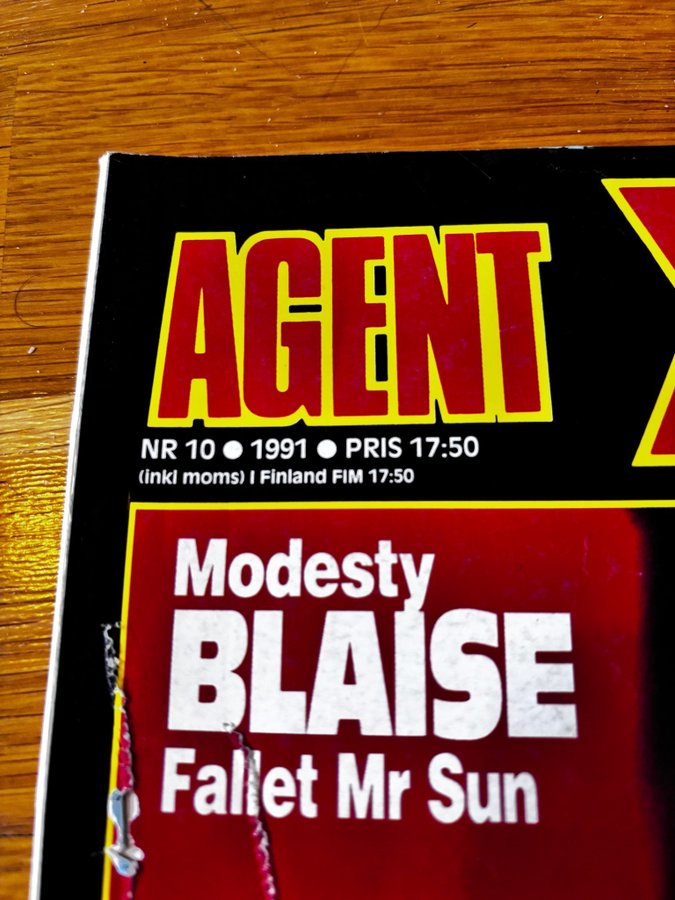 AGENT
NR 10 ● 1991 ● PRIS 17:50
(inkl moms) I Finland FIM 17:50
Modesty
BLAISE
Fallet Mr Sun